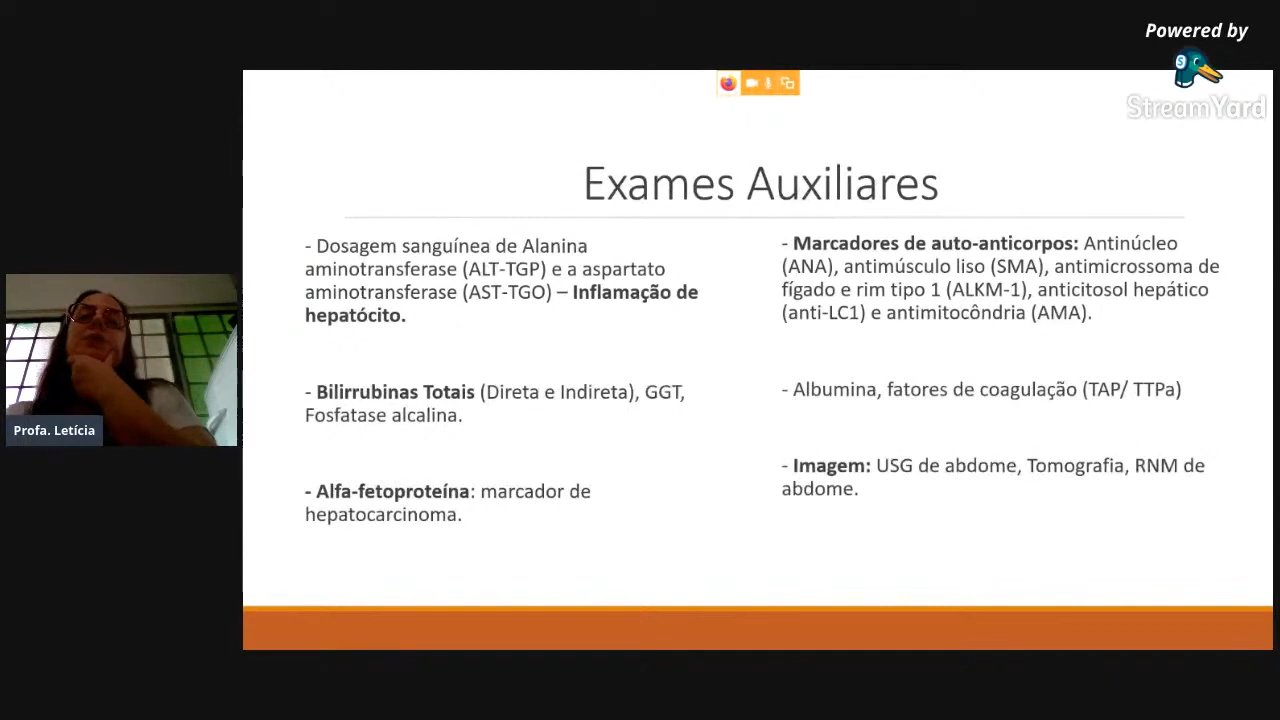 Powered by
StreamYard
Exames Auxiliares
- Dosagem sanguínea de Alanina
aminotransferase (ALT-TGP) e a aspartato
aminotransferase (AST-TGO) – Inflamação de
hepatócito.
- Bilirrubinas Totais (Direta e Indireta), GGT,
Fosfatase alcalina.
- Alfa-fetoproteína: marcador de
hepatocarcinoma.
- Marcadores de auto-anticorpos: Antinúcleo
(ANA), antimúsculo liso (SMA), antimicrossoma de
fígado e rim tipo 1 (ALKM-1), anticitosol hepático
(anti-LC1) e antimitocôndria (AMA).
- Albumina, fatores de coagulação (TAP/ TTPa)
- Imagem: USG de abdome, Tomografia, RNM de
abdome.
Profa. Letícia